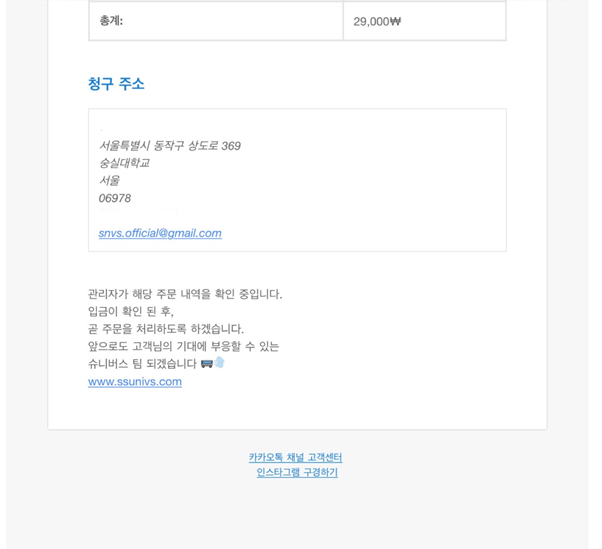 총계: 29,000₩
청구 주소
서울특별시 동작구 상도로 369
숭실대학교
서울
06978
snvs.official@gmail.com
관리자가 해당 주문 내역을 확인 중입니다.
입금이 확인 된 후,
곧 주문을 처리하도록 하겠습니다.
앞으로도 고객님의 기대에 부응할 수 있는
슈니버스 팀 되겠습니다
www.ssunivs.com
카카오톡 채널 고객센터
인스타그램 구경하기